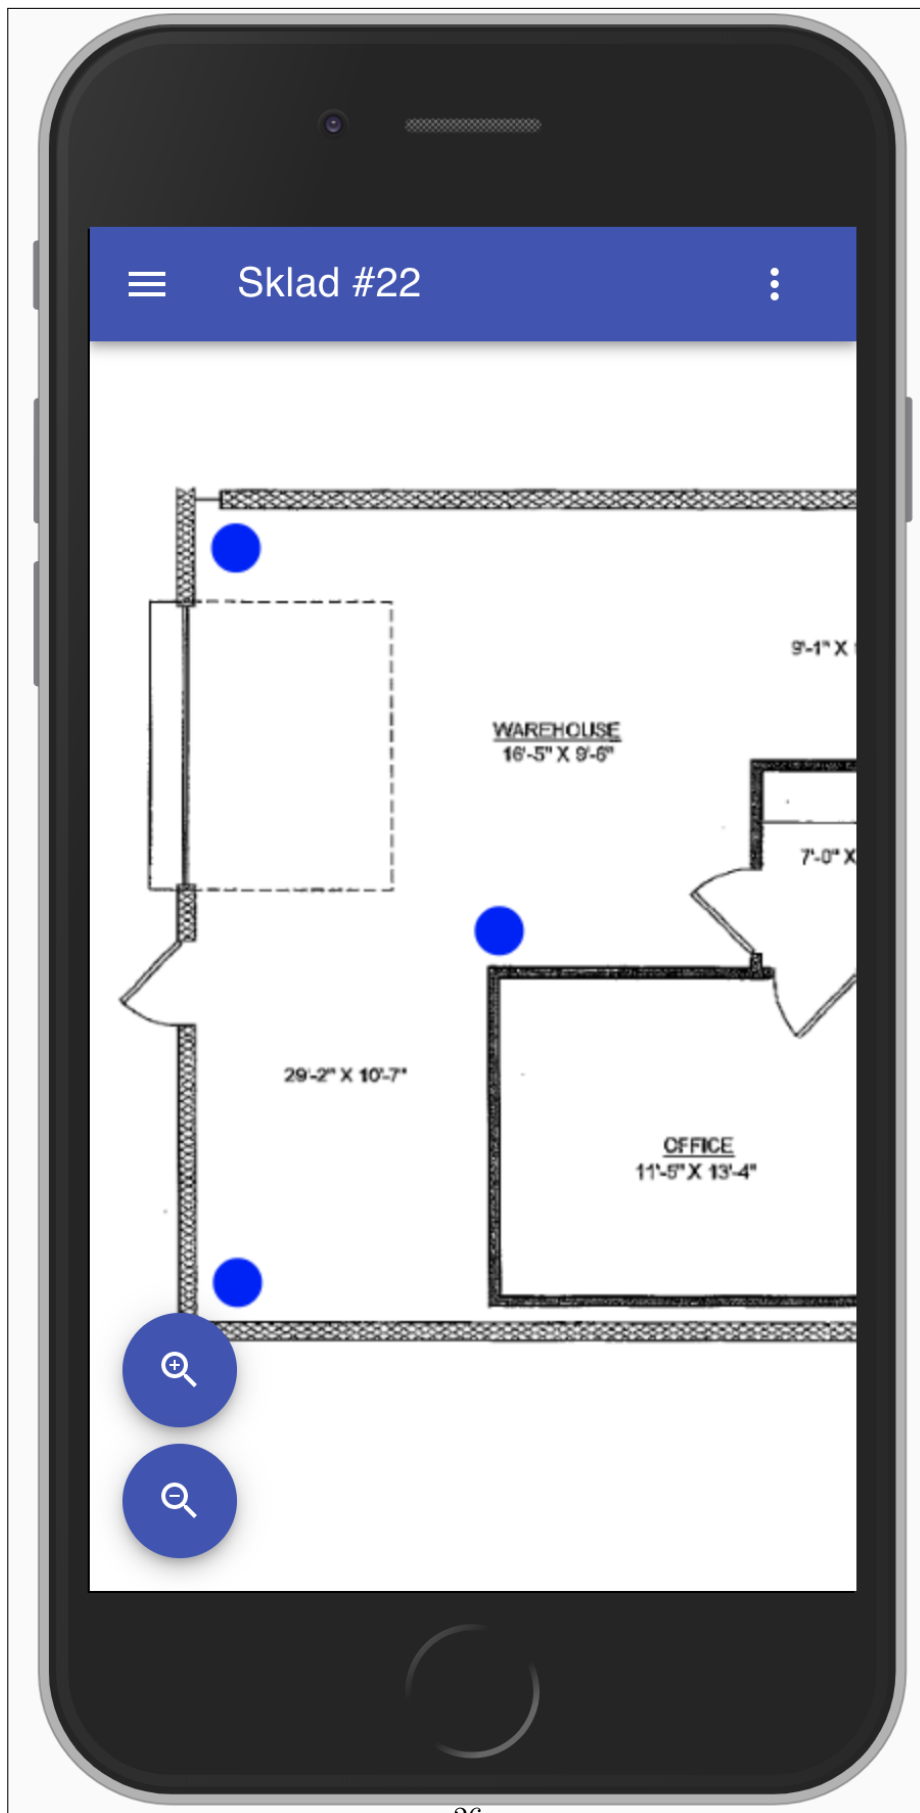 Sklad #22
9'-1" X
WAREHOUSE
16'-5" X 9'-6"
7'-0" X
29'-2" X 10'-7"
OFFICE
11'-5" X 13'-4"